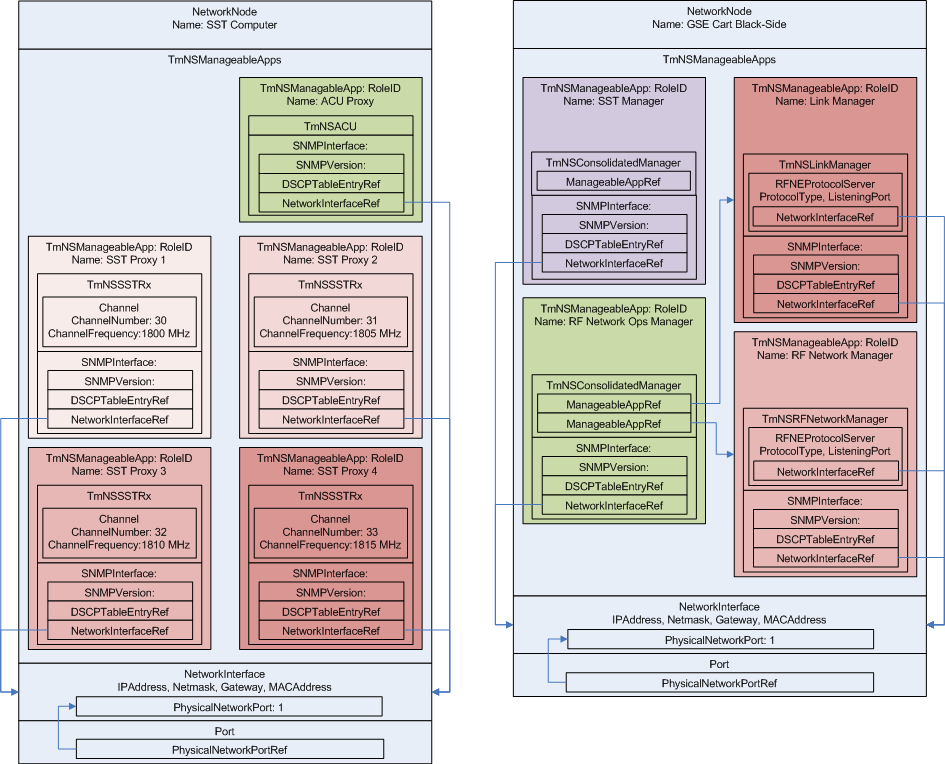 NetworkNode
Name: SST Computer
TmNSManageableApps
TmNSManagableApp: RoleID
Name: ACU Proxy
TmNSACU
SNMPInterface:
SNMPVersion:
DSCPTableEntryRef
NetworkInterfaceRef
TmNSManageableApp: RoleID
Name: SST Proxy 1
TmNSSSTRx
Channel
ChannelNumber: 30
ChannelFrequency:1800 MHz
SNMPInterface:
SNMPVersion:
DSCPTableEntryRef
NetworkInterfaceRef
TmNSManageableApp: RoleID
Name: SST Proxy 2
TmNSSSTRx
Channel
ChannelNumber: 31
ChannelFrequency:1805 MHz
SNMPInterface:
SNMPVersion:
DSCPTableEntryRef
NetworkInterfaceRef
TmNSManageableApp: RoleID
Name: SST Proxy 3
TmNSSSTRx
Channel
ChannelNumber: 32
ChannelFrequency:1810 MHz
SNMPInterface:
SNMPVersion:
DSCPTableEntryRef
NetworkInterfaceRef
TmNSManageableApp: RoleID
Name: SST Proxy 4
TmNSSSTRx
Channel
ChannelNumber: 33
ChannelFrequency:1815 MHz
SNMPInterface:
SNMPVersion:
DSCPTableEntryRef
NetworkInterfaceRef
NetworkInterface
IPAddress, Netmask, Gateway, MACAddress
PhysicalNetworkPort: 1
Port
PhysicalNetworkPortRef
NetworkNode
Name: GSE Cart Black-Side
TmNSManageableApps
TmNSManageableApp: RoleID
Name: SST Manager
TmNSConsolidatedManager
ManageableAppRef
SNMPInterface:
SNMPVersion:
DSCPTableEntryRef
NetworkInterfaceRef
TmNSManageableApp: RoleID
Name: Link Manager
TmNSLinkManager
RFNEProtocolServer
ProtocolType, ListeningPort
NetworkInterfaceRef
SNMPInterface:
SNMPVersion:
DSCPTableEntryRef
NetworkInterfaceRef
TmNSManageableApp: RoleID
Name: RF Network Ops Manager
TmNSConsolidatedManager
ManageableAppRef
ManageableAppRef
SNMPInterface:
SNMPVersion:
DSCPTableEntryRef
NetworkInterfaceRef
TmNSManageableApp: RoleID
Name: RF Network Manager
TmNSRFNetworkManager
RFNEProtocolServer
ProtocolType, ListeningPort
NetworkInterfaceRef
SNMPInterface:
SNMPVersion:
DSCPTableEntryRef
NetworkInterfaceRef
NetworkInterface
IPAddress, Netmask, Gateway, MACAddress
PhysicalNetworkPort: 1
Port
PhysicalNetworkPortRef